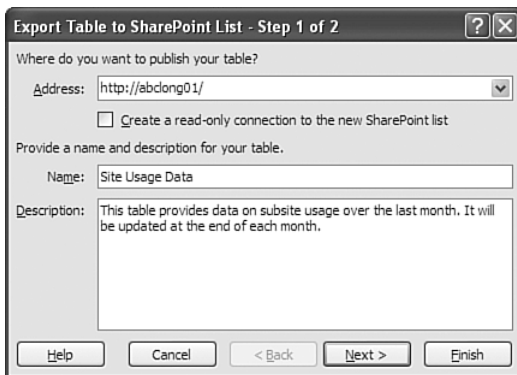 Export Table to SharePoint List - Step 1 of 2
Where do you want to publish your table?
Address: http://abclong01/
Create a read-only connection to the new SharePoint list
Provide a name and description for your table.
Name: Site Usage Data
Description: This table provides data on subsite usage over the last month. It will
be updated at the end of each month.
Help Cancel < Back Next > Finish